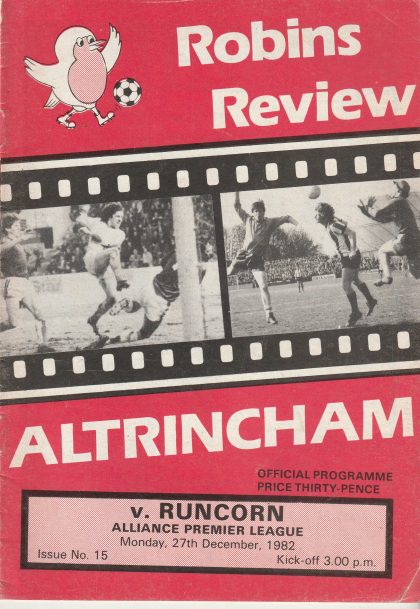 Robins
Review
ALTRINCHAM
OFFICIAL PROGRAMME
PRICE THIRTY-PENCE
v. RUNCORN
ALLIANCE PREMIER LEAGUE
Monday, 27th December, 1982
Issue No. 15
Kick-off 3.00 p.m.